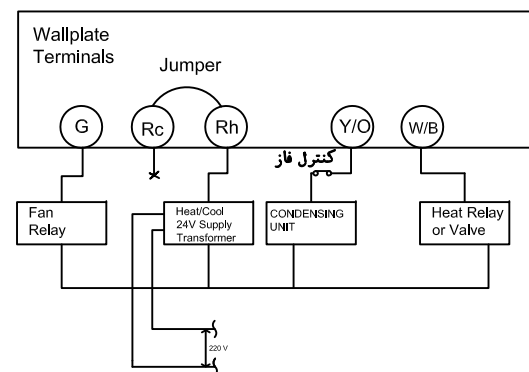 Wallplate
Terminals
Jumper
G
Rc
Rh
Y/O
W/B
کنترل فاز
Fan
Relay
Heat/Cool
24V Supply
Transformer
CONDENSING
UNIT
Heat Relay
or Valve
220 V